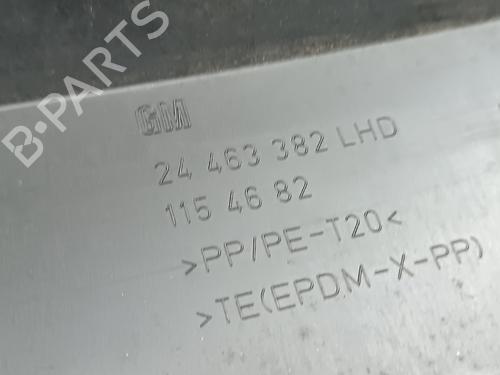 B-PARTS
GM
24 463 382 LHD
115 46 82
>PP/PE-T20<
>TE(EPDM-X-PP)